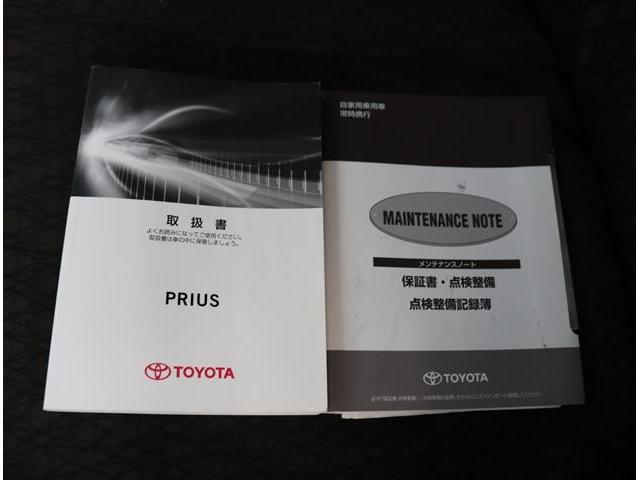 取扱書
よくお読みになってご使用ください。
取扱書は車の中に保管しましょう。
PRIUS
TOYOTA
自家用乗用車
常時携行
MAINTENANCE NOTE
メンテナンスノート
保証書・点検整備
点検整備記録簿
TOYOTA